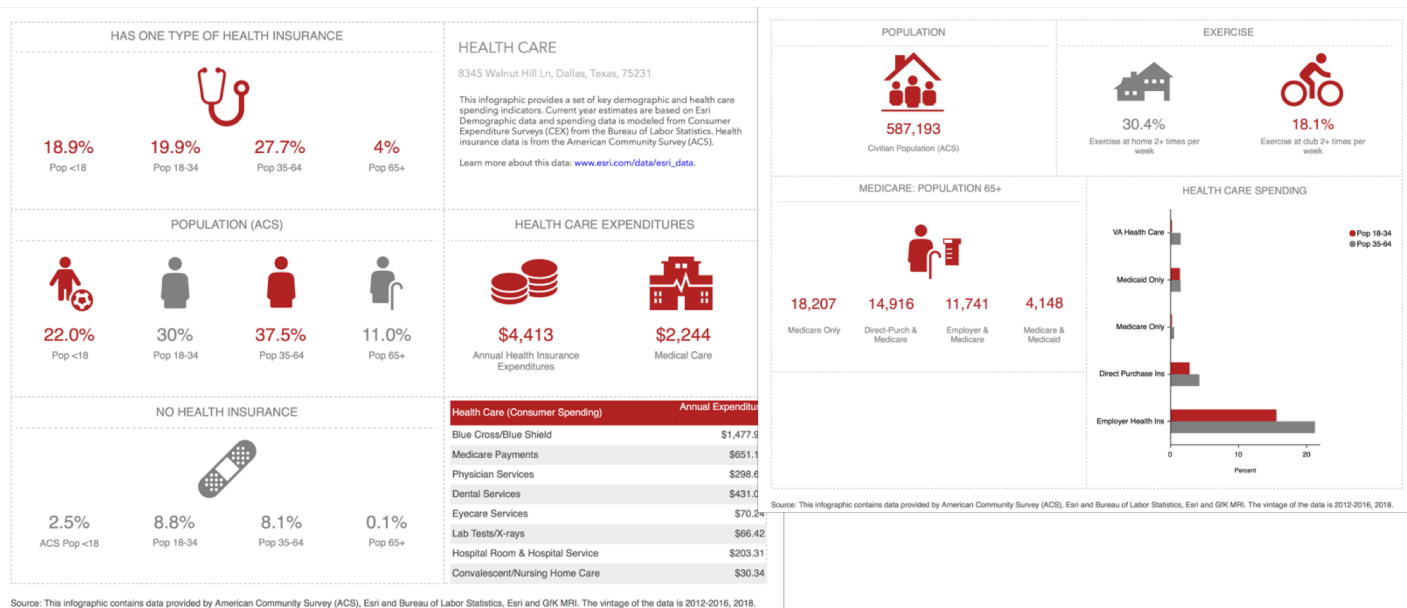 HAS ONE TYPE OF HEALTH INSURANCE
18.9% 19.9% 27.7% 4%
Pop <18 Pop 18-34 Pop 35-64 Pop 65+
HEALTH CARE
8345 Walnut Hill Ln, Dallas, Texas, 75231
This infographic provides a set of key demographic and health care
spending indicators. Current year estimates are based on Esri
Demographic data and spending data is modeled from Consumer
Expenditure Surveys (CEX) from the Bureau of Labor Statistics. Health
insurance data is from the American Community Survey (ACS).
Learn more about this data: www.esri.com/data/esri_data.
POPULATION (ACS)
22.0% 30% 37.5% 11.0%
Pop <18 Pop 18-34 Pop 35-64 Pop 65+
HEALTH CARE EXPENDITURES
$4,413 $2,244
Annual Health Insurance Medical Care
Expenditures
NO HEALTH INSURANCE
2.5% 8.8% 8.1% 0.1%
ACS Pop <18 Pop 18-34 Pop 35-64 Pop 65+
Health Care (Consumer Spending) Annual Expenditu
Blue Cross/Blue Shield $1,477.9
Medicare Payments $651.1
Physician Services $298.6
Dental Services $431.0
Eyecare Services $70.24
Lab Tests/X-rays $66.42
Hospital Room & Hospital Service $203.31
Convalescent/Nursing Home Care $30.34
Source: This infographic contains data provided by American Community Survey (ACS), Esri and Bureau of Labor Statistics, Esri and GfK MRI. The vintage of the data is 2012-2016, 2018.
POPULATION
587,193
Civilian Population (ACS)
EXERCISE
30.4% 18.1%
Exercise at home 2+ times per Exercise at club 2+ times per
week week
MEDICARE: POPULATION 65+
18,207 14,916 11,741 4,148
Medicare Only Direct-Purch & Employer & Medicare &
Medicare Medicare Medicaid
HEALTH CARE SPENDING
VA Health Care
Medicaid Only
Medicare Only
Direct Purchase Ins
Employer Health Ins
0 10 20
Percent
Pop 18-34
Pop 35-64
Source: This infographic contains data provided by American Community Survey (ACS), Esri and Bureau of Labor Statistics, Esri and GfK MRI. The vintage of the data is 2012-2016, 2018.